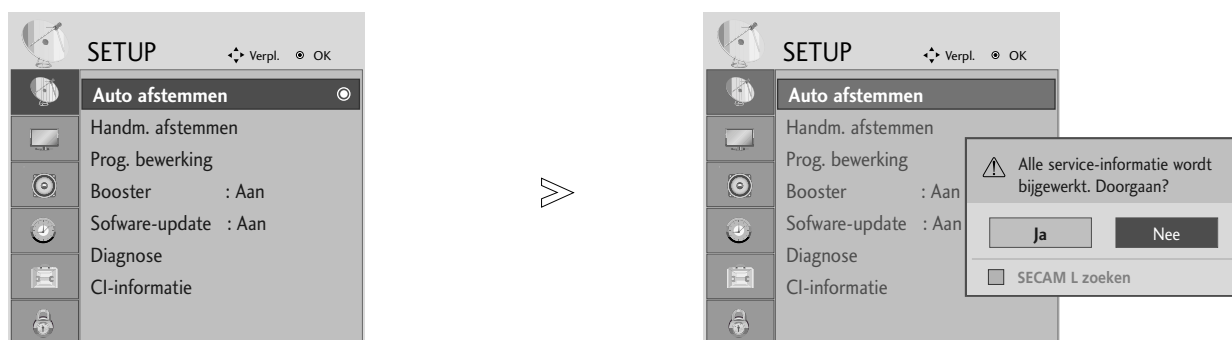 SETUP Verpl. OK
Auto afstemmen
Handm. afstemmen
Prog. bewerking
Booster : Aan
Sofware-update : Aan
Diagnose
CI-informatie
SETUP Verpl. OK
Auto afstemmen
Handm. afstemmen
Prog. bewerking
Booster : Aan
Sofware-update : Aan
Diagnose
CI-informatie
Alle service-informatie wordt
bijgewerkt. Doorgaan?
Ja Nee
SECAM L zoeken